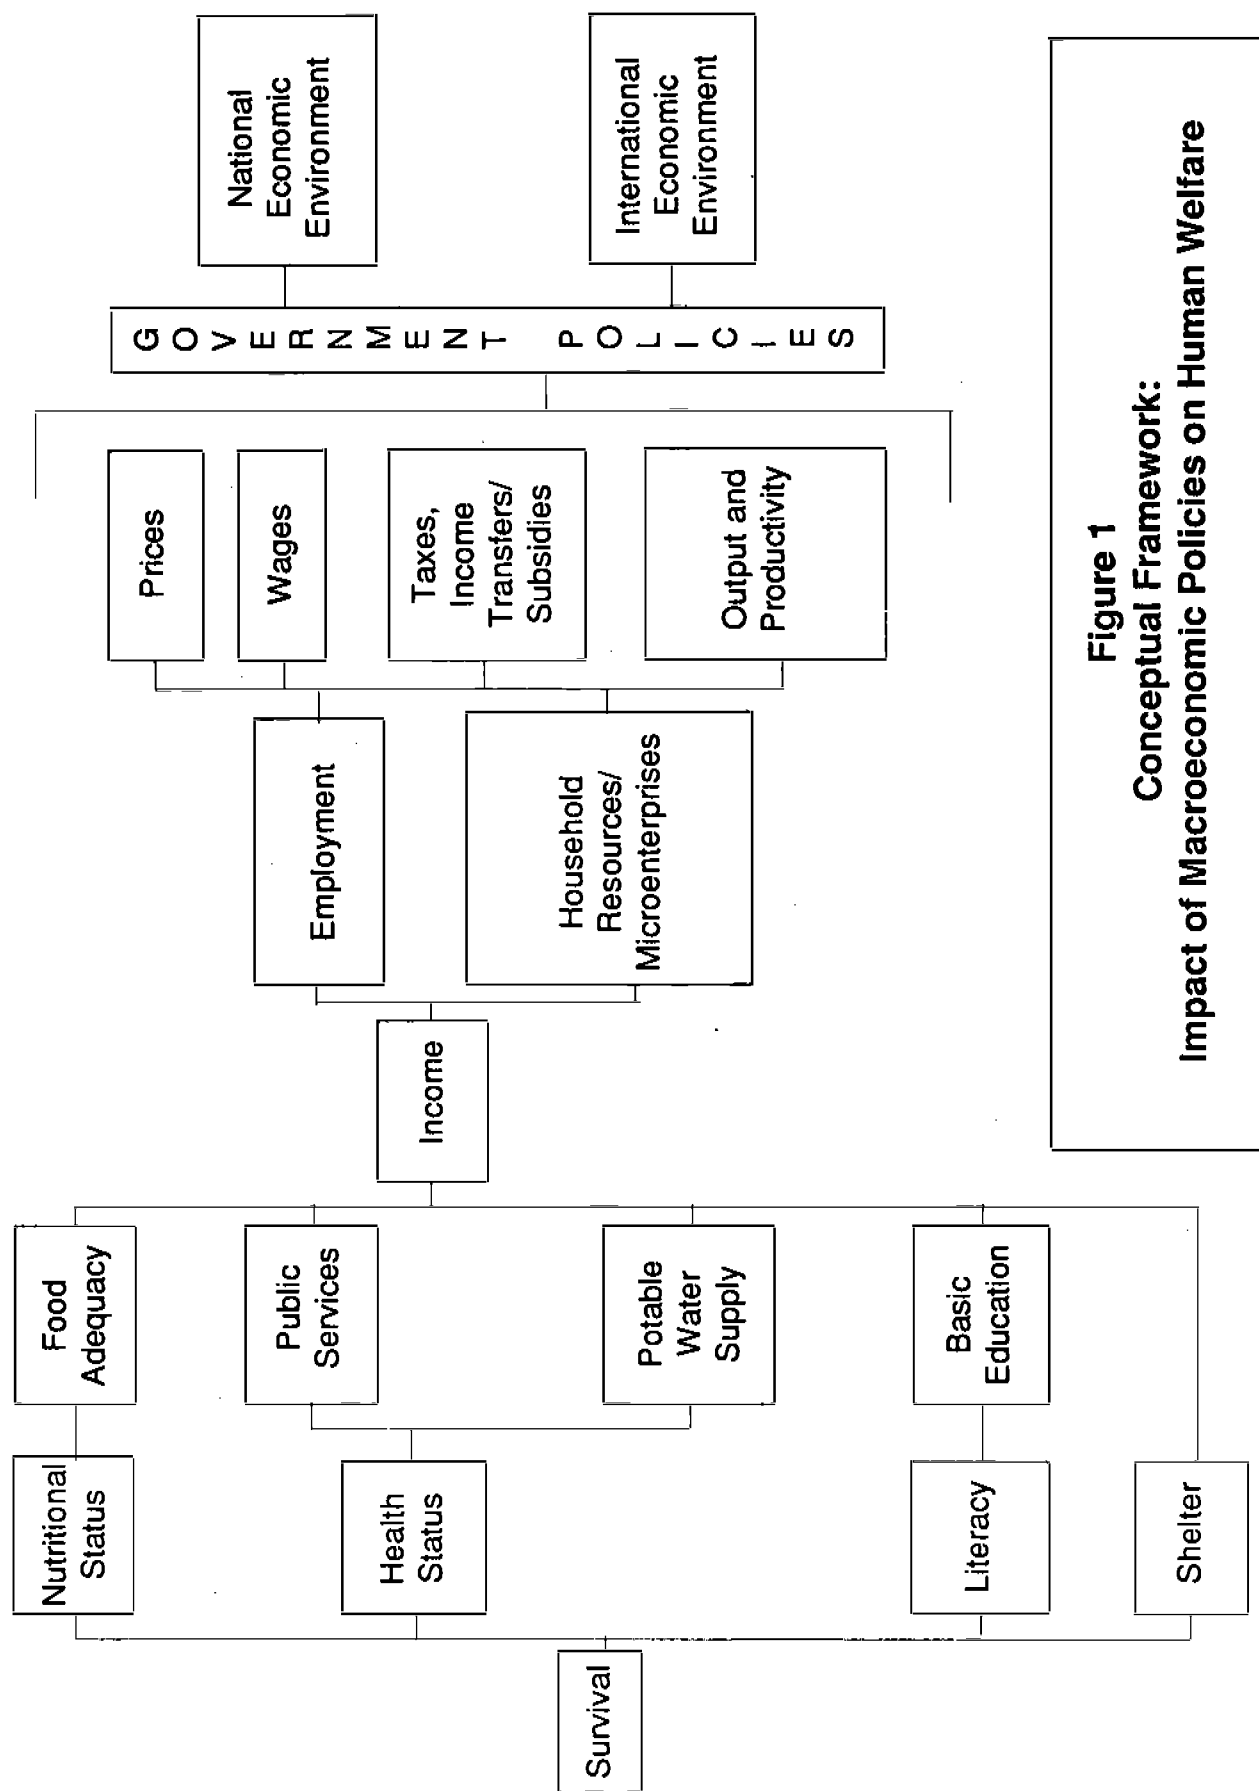 Survival
Nutritional
Status
Health
Status
Literacy
Shelter
Food
Adequacy
Public
Services
Potable
Water
Supply
Basic
Education
Income
Employment
Household
Resources/
Microenterprises
Prices
Wages
Taxes,
Income
Transfers/
Subsidies
Output and
Productivity
GOVERNMENT POLICIES
National
Economic
Environment
International
Economic
Environment
Figure 1
Conceptual Framework:
Impact of Macroeconomic Policies on Human Welfare